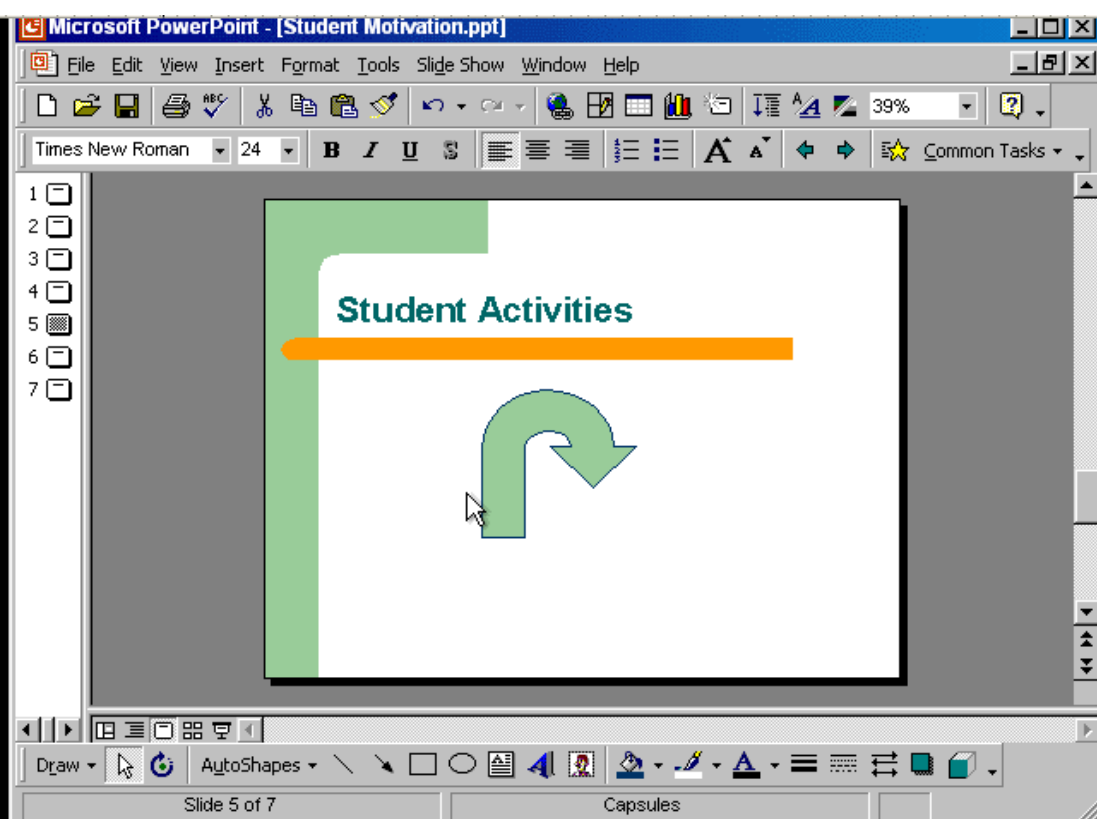 Microsoft PowerPoint - [Student Motivation.ppt]
File Edit View Insert Format Tools Slide Show Window Help
ABC 39%
Times New Roman 24 B I U S A A Common Tasks
1
2
3
4
5
6
7
Student Activities
Draw AutoShapes A A
Slide 5 of 7 Capsules